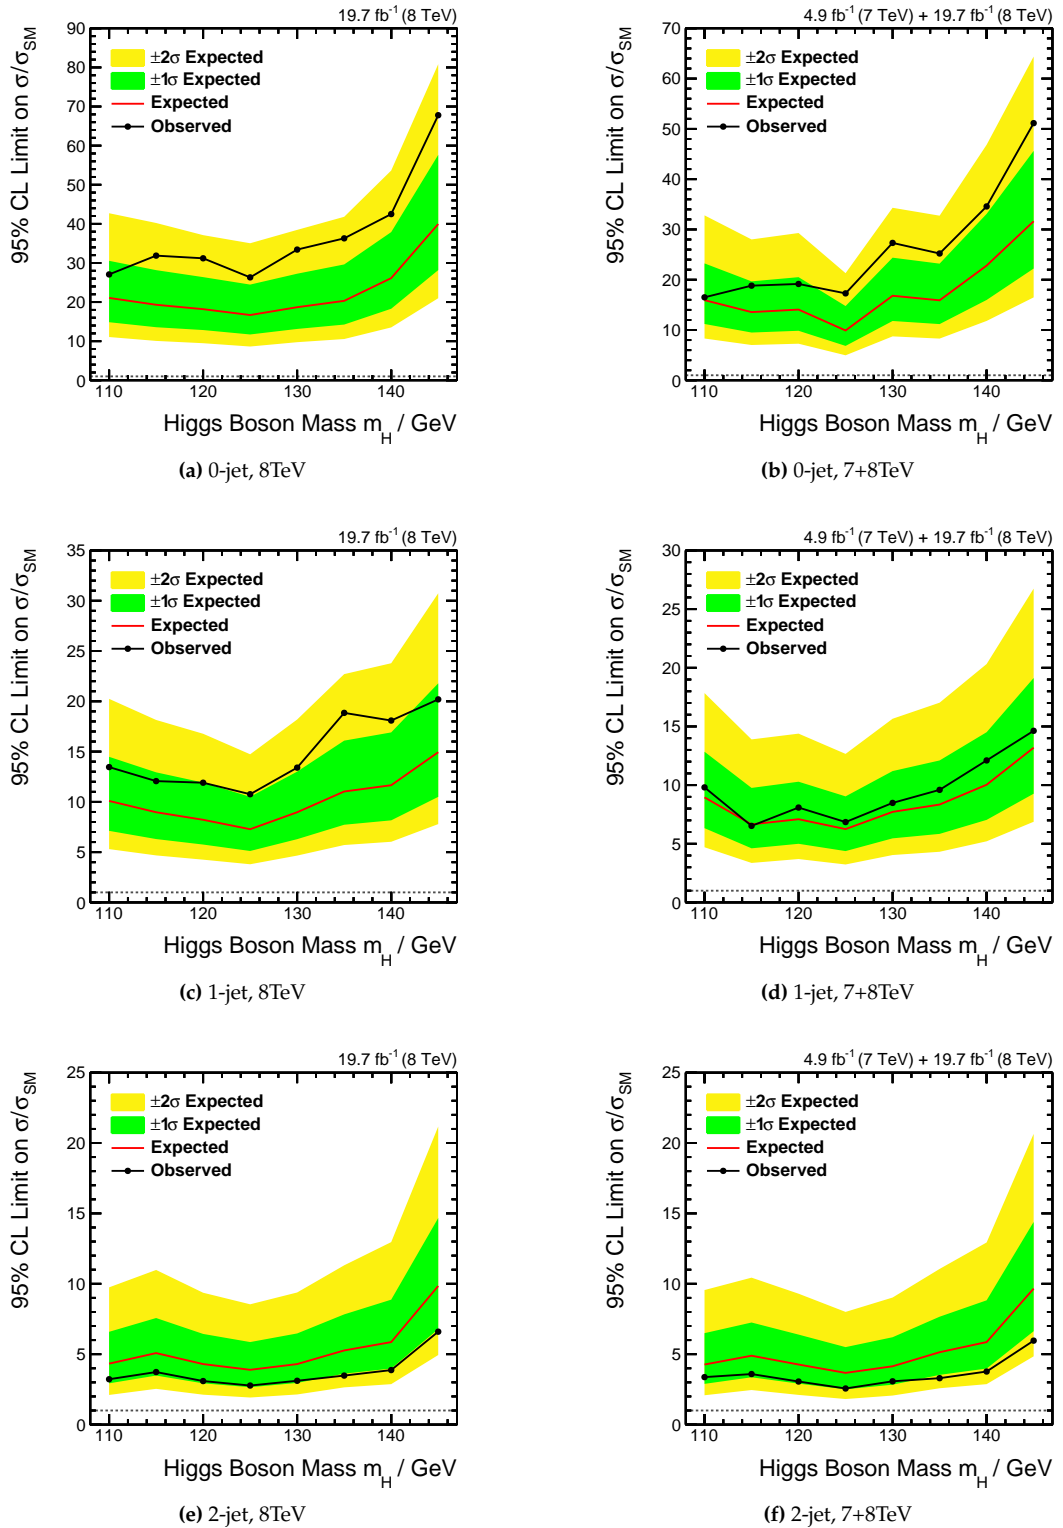 19.7 fb⁻¹ (8 TeV)
95% CL Limit on σ/σ_SM
90
80
70
60
50
40
30
20
10
0
±2σ Expected
±1σ Expected
Expected
Observed
110 120 130 140
Higgs Boson Mass m_H / GeV
(a) 0-jet, 8TeV
4.9 fb⁻¹ (7 TeV) + 19.7 fb⁻¹ (8 TeV)
95% CL Limit on σ/σ_SM
70
60
50
40
30
20
10
0
±2σ Expected
±1σ Expected
Expected
Observed
110 120 130 140
Higgs Boson Mass m_H / GeV
(b) 0-jet, 7+8TeV
19.7 fb⁻¹ (8 TeV)
95% CL Limit on σ/σ_SM
35
30
25
20
15
10
5
0
±2σ Expected
±1σ Expected
Expected
Observed
110 120 130 140
Higgs Boson Mass m_H / GeV
(c) 1-jet, 8TeV
4.9 fb⁻¹ (7 TeV) + 19.7 fb⁻¹ (8 TeV)
95% CL Limit on σ/σ_SM
30
25
20
15
10
5
0
±2σ Expected
±1σ Expected
Expected
Observed
110 120 130 140
Higgs Boson Mass m_H / GeV
(d) 1-jet, 7+8TeV
19.7 fb⁻¹ (8 TeV)
95% CL Limit on σ/σ_SM
25
20
15
10
5
0
±2σ Expected
±1σ Expected
Expected
Observed
110 120 130 140
Higgs Boson Mass m_H / GeV
(e) 2-jet, 8TeV
4.9 fb⁻¹ (7 TeV) + 19.7 fb⁻¹ (8 TeV)
95% CL Limit on σ/σ_SM
25
20
15
10
5
0
±2σ Expected
±1σ Expected
Expected
Observed
110 120 130 140
Higgs Boson Mass m_H / GeV
(f) 2-jet, 7+8TeV